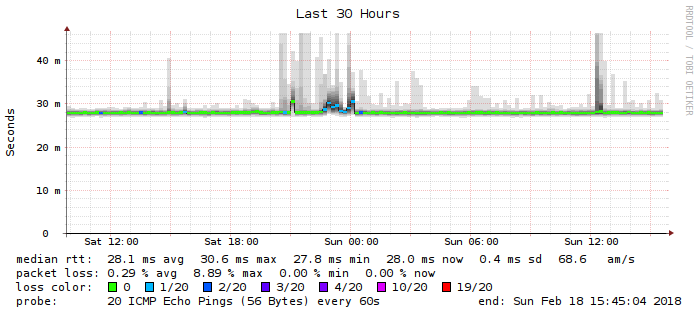 Last 30 Hours
RRDTOOL / TOBI OETIKER
Seconds
40 m
30 m
20 m
10 m
0
Sat 12:00 Sat 18:00 Sun 00:00 Sun 06:00 Sun 12:00
median rtt: 28.1 ms avg 30.6 ms max 27.8 ms min 28.0 ms now 0.4 ms sd 68.6 am/s
packet loss: 0.29 % avg 8.89 % max 0.00 % min 0.00 % now
loss color: 0 1/20 2/20 3/20 4/20 10/20 19/20
probe: 20 ICMP Echo Pings (56 Bytes) every 60s end: Sun Feb 18 15:45:04 2018